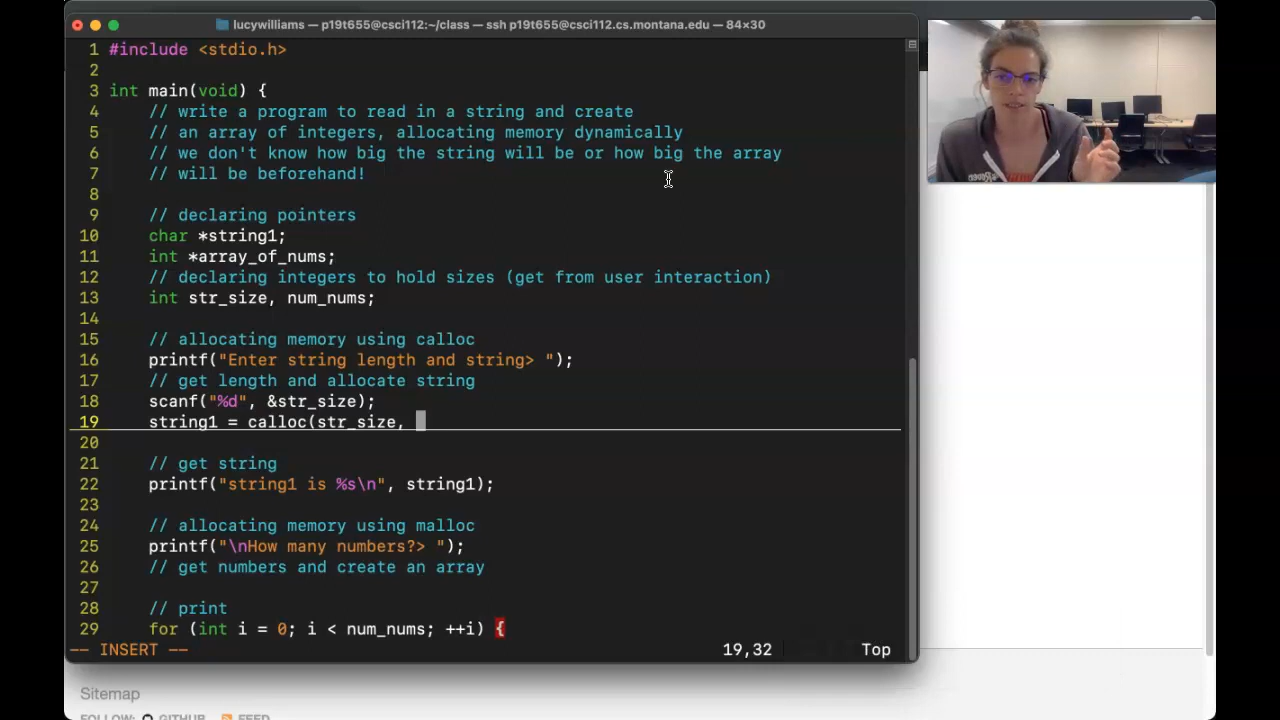 lucywilliams — p19t655@csci112:~/class — ssh p19t655@csci112.cs.montana.edu — 84×30
1 #include <stdio.h>
2
3 int main(void) {
4 // write a program to read in a string and create
5 // an array of integers, allocating memory dynamically
6 // we don't know how big the string will be or how big the array
7 // will be beforehand!
8
9 // declaring pointers
10 char *string1;
11 int *array_of_nums;
12 // declaring integers to hold sizes (get from user interaction)
13 int str_size, num_nums;
14
15 // allocating memory using calloc
16 printf("Enter string length and string> ");
17 // get length and allocate string
18 scanf("%d", &str_size);
19 string1 = calloc(str_size,
20
21 // get string
22 printf("string1 is %s\n", string1);
23
24 // allocating memory using malloc
25 printf("\nHow many numbers?> ");
26 // get numbers and create an array
27
28 // print
29 for (int i = 0; i < num_nums; ++i) {
-- INSERT -- 19,32 Top
Sitemap
FOLLOW: GITHUB FEED